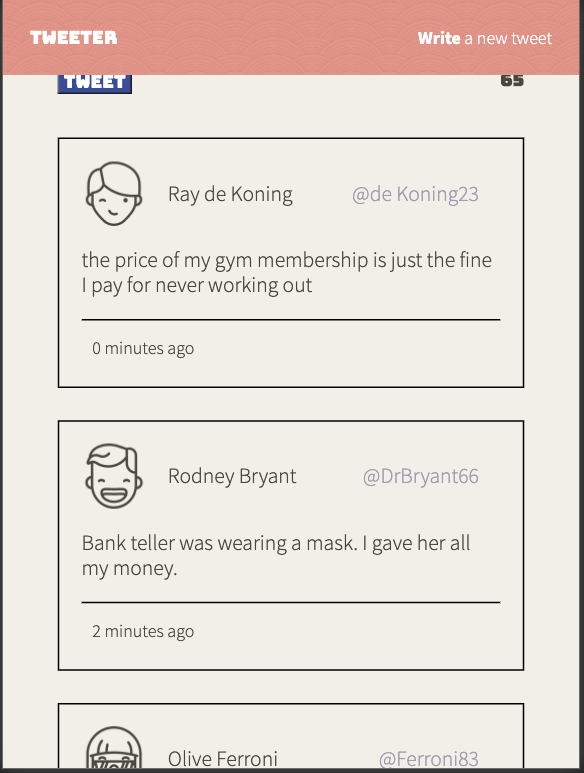 TWEETER
Write a new tweet
TWEET
65
Ray de Koning
@de Koning23
the price of my gym membership is just the fine
I pay for never working out
0 minutes ago
Rodney Bryant
@DrBryant66
Bank teller was wearing a mask. I gave her all
my money.
2 minutes ago
Olive Ferroni
@Ferroni83